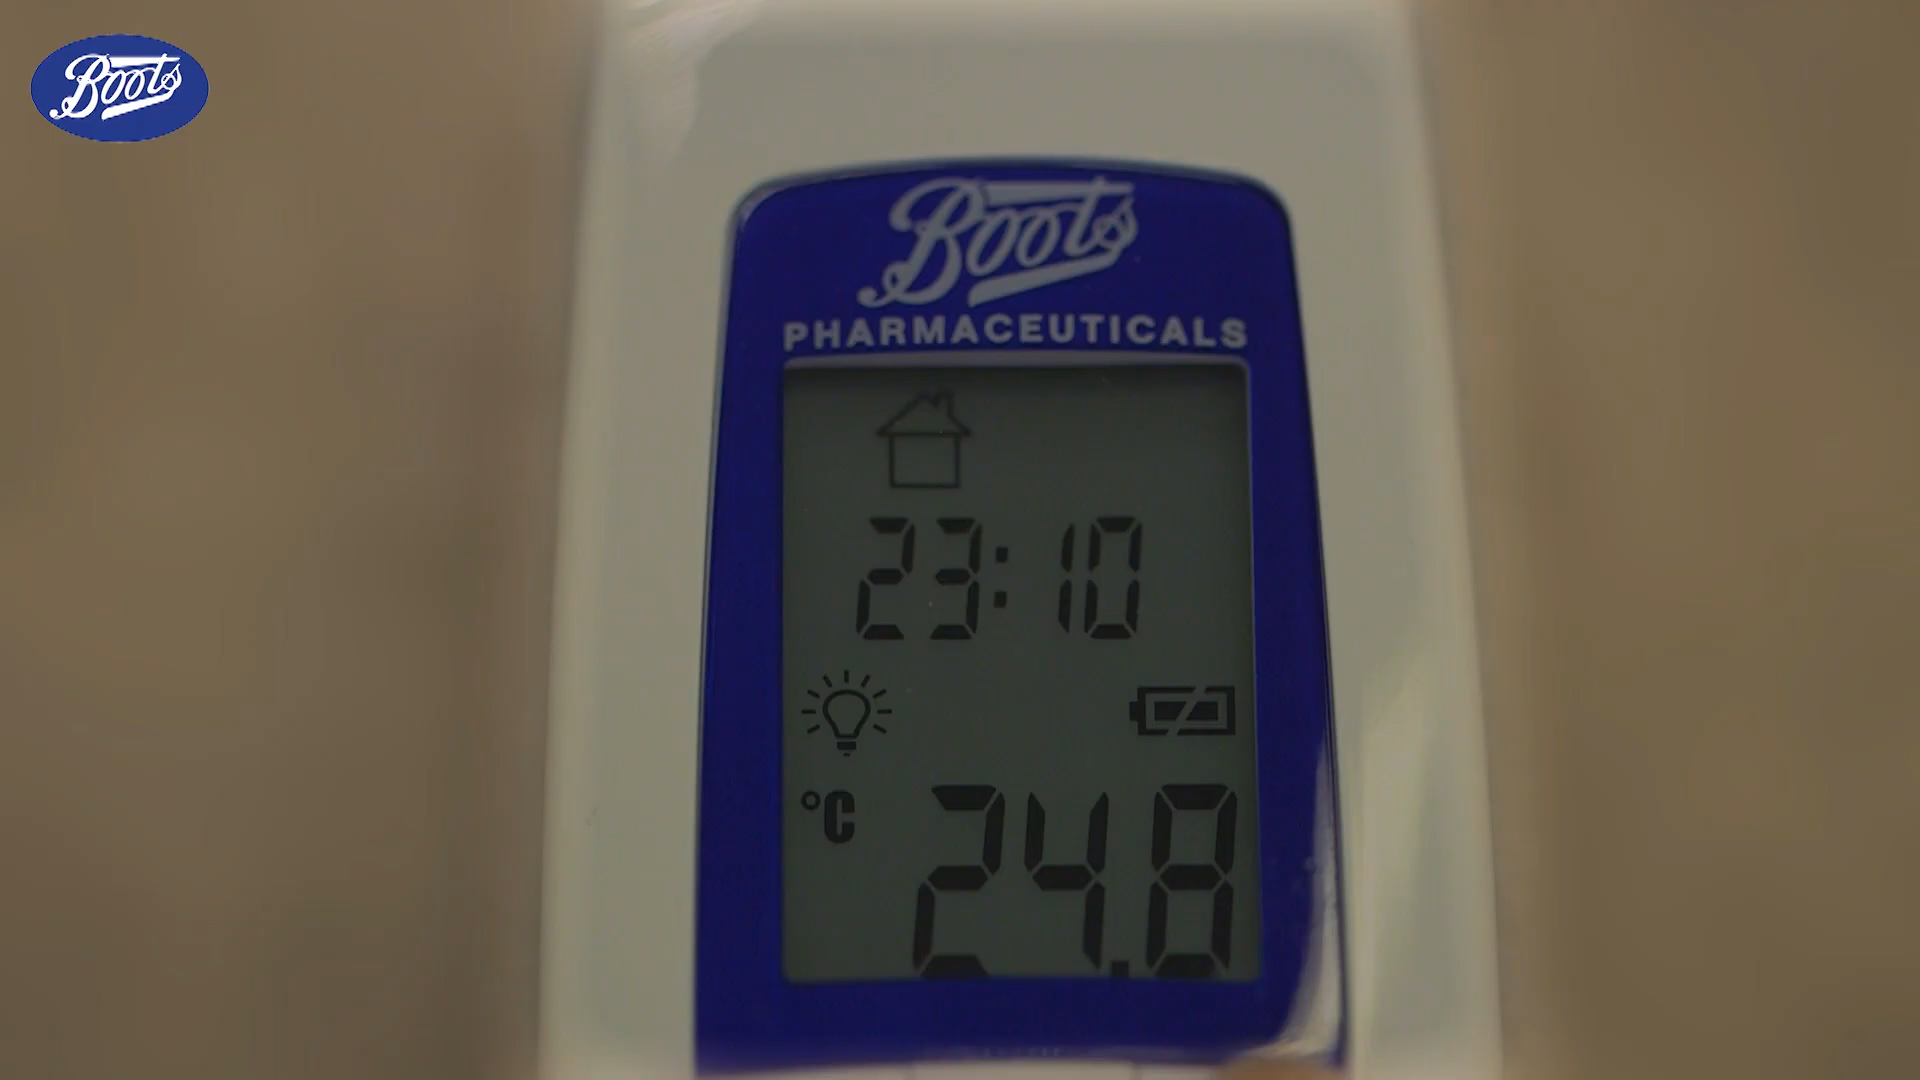 Boots
Boots
PHARMACEUTICALS
23:10
°C
24.8